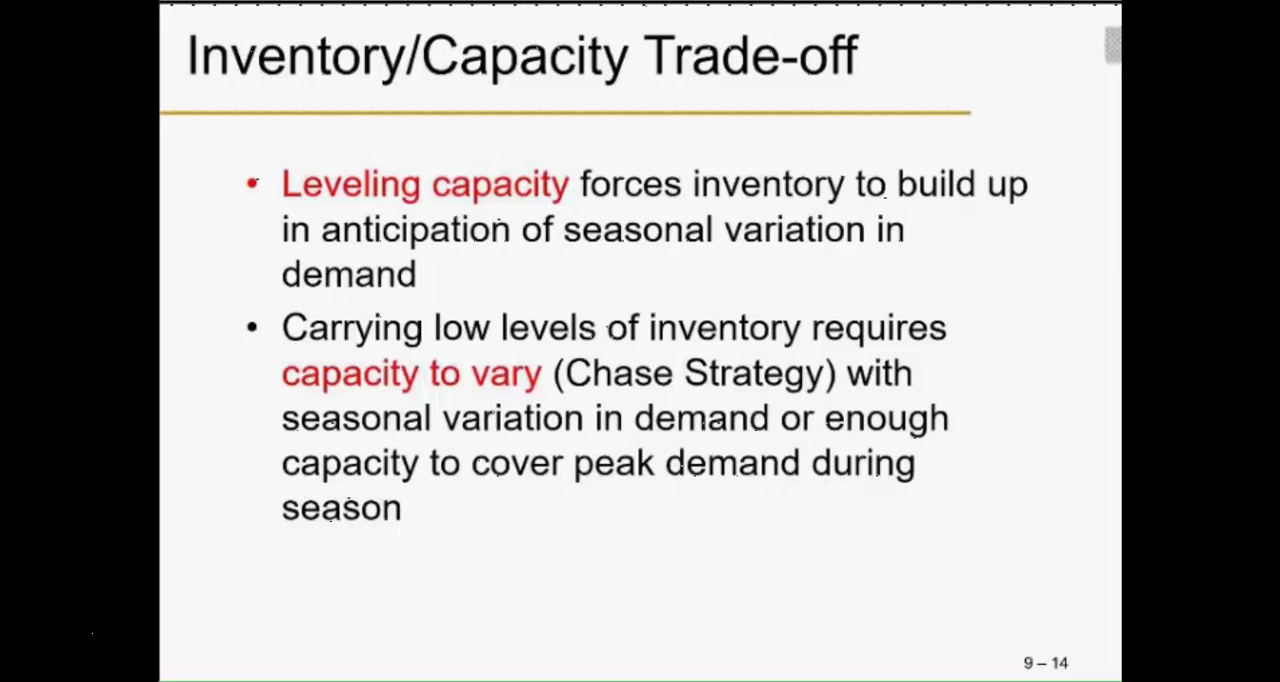 Inventory/Capacity Trade-off
• Leveling capacity forces inventory to build up
in anticipation of seasonal variation in
demand
• Carrying low levels of inventory requires
capacity to vary (Chase Strategy) with
seasonal variation in demand or enough
capacity to cover peak demand during
season
9 – 14